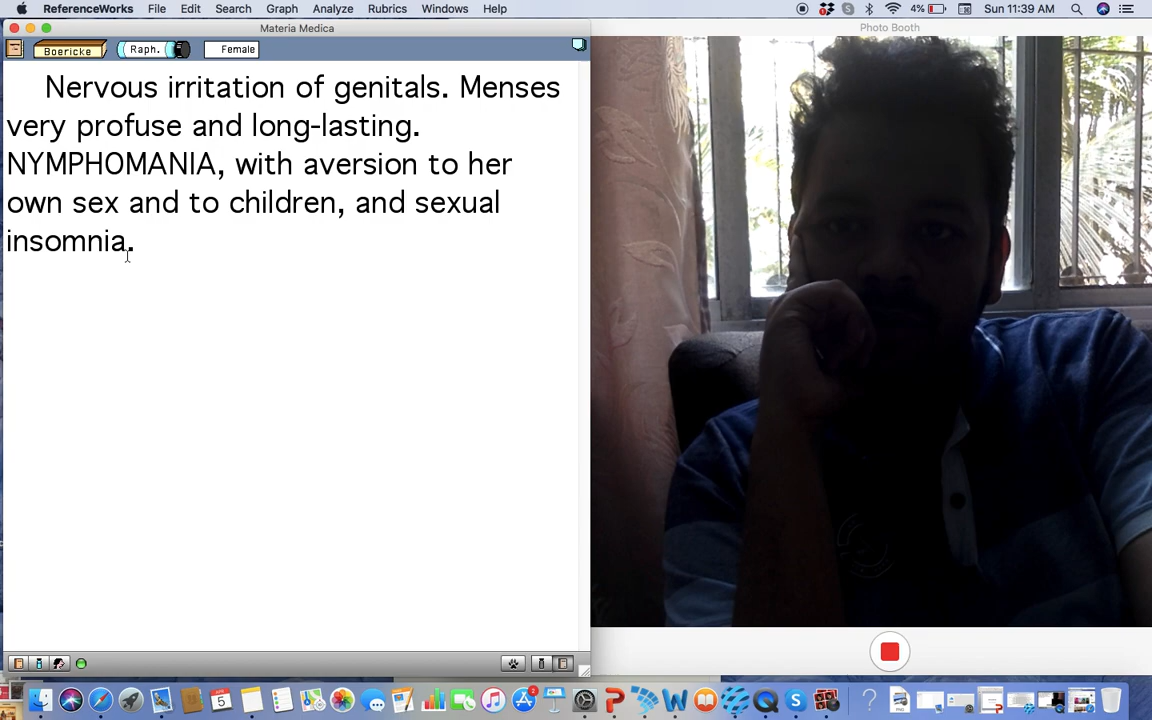 ReferenceWorks File Edit Search Graph Analyze Rubrics Windows Help 4% Sun 11:39 AM
Materia Medica
Photo Booth
Boericke Raph. Female
Nervous irritation of genitals. Menses
very profuse and long-lasting.
NYMPHOMANIA, with aversion to her
own sex and to children, and sexual
insomnia.